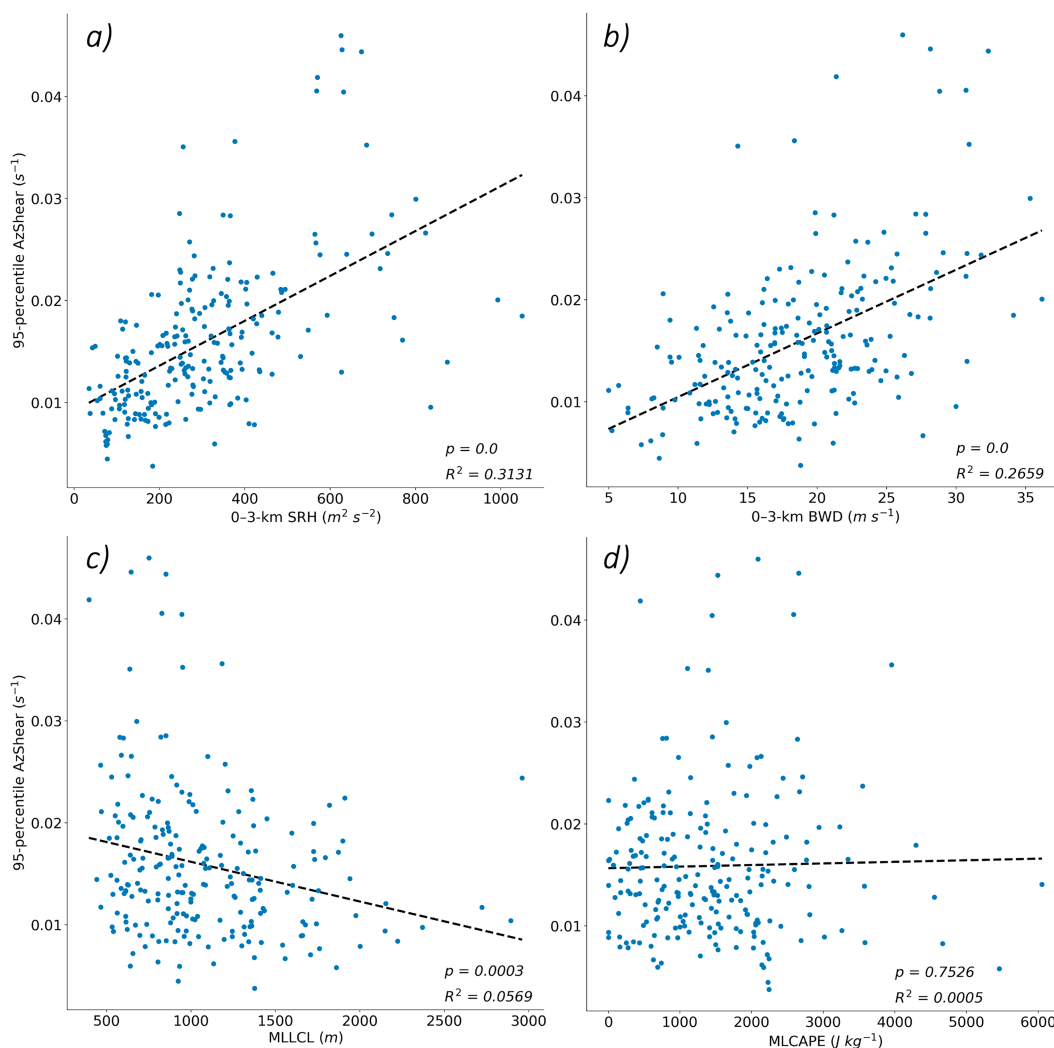 a)
95-percentile AzShear (s⁻¹)
0.04
0.03
0.02
0.01
p = 0.0
R² = 0.3131
0 200 400 600 800 1000
0–3-km SRH (m² s⁻²)
b)
0.04
0.03
0.02
0.01
p = 0.0
R² = 0.2659
5 10 15 20 25 30 35
0–3-km BWD (m s⁻¹)
c)
95-percentile AzShear (s⁻¹)
0.04
0.03
0.02
0.01
p = 0.0003
R² = 0.0569
500 1000 1500 2000 2500 3000
MLLCL (m)
d)
0.04
0.03
0.02
0.01
p = 0.7526
R² = 0.0005
0 1000 2000 3000 4000 5000 6000
MLCAPE (J kg⁻¹)